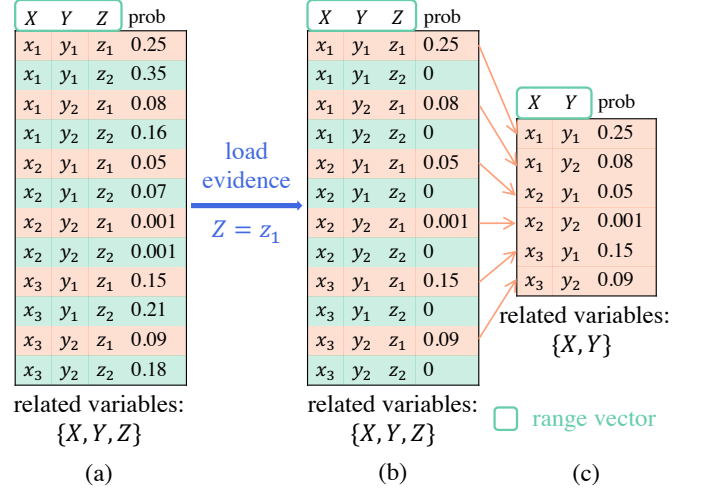 X Y Z prob
x₁ y₁ z₁ 0.25
x₁ y₁ z₂ 0.35
x₁ y₂ z₁ 0.08
x₁ y₂ z₂ 0.16
x₂ y₁ z₁ 0.05
x₂ y₁ z₂ 0.07
x₂ y₂ z₁ 0.001
x₂ y₂ z₂ 0.001
x₃ y₁ z₁ 0.15
x₃ y₁ z₂ 0.21
x₃ y₂ z₁ 0.09
x₃ y₂ z₂ 0.18
related variables:
{X, Y, Z}
(a)
load
evidence
Z = z₁
X Y Z prob
x₁ y₁ z₁ 0.25
x₁ y₁ z₂ 0
x₁ y₂ z₁ 0.08
x₁ y₂ z₂ 0
x₂ y₁ z₁ 0.05
x₂ y₁ z₂ 0
x₂ y₂ z₁ 0.001
x₂ y₂ z₂ 0
x₃ y₁ z₁ 0.15
x₃ y₁ z₂ 0
x₃ y₂ z₁ 0.09
x₃ y₂ z₂ 0
related variables:
{X, Y, Z}
(b)
X Y prob
x₁ y₁ 0.25
x₁ y₂ 0.08
x₂ y₁ 0.05
x₂ y₂ 0.001
x₃ y₁ 0.15
x₃ y₂ 0.09
related variables:
{X, Y}
range vector
(c)